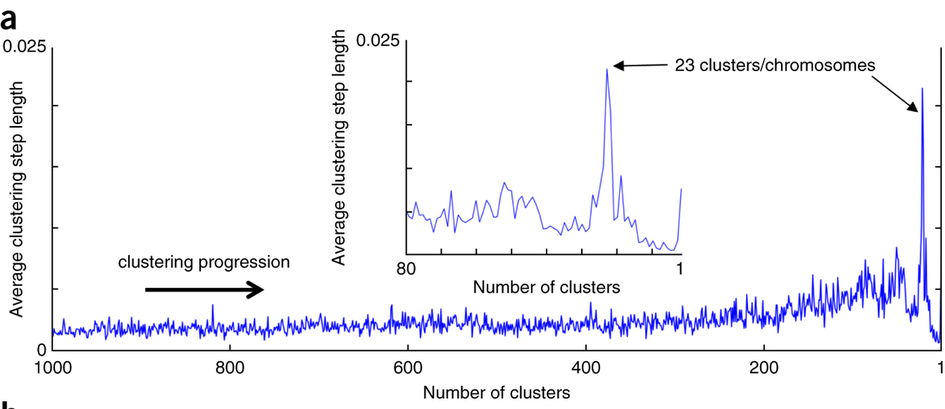 a
0.025
Average clustering step length
0
clustering progression
1000
800
600
400
200
1
Number of clusters
0.025
Average clustering step length
80
1
Number of clusters
23 clusters/chromosomes